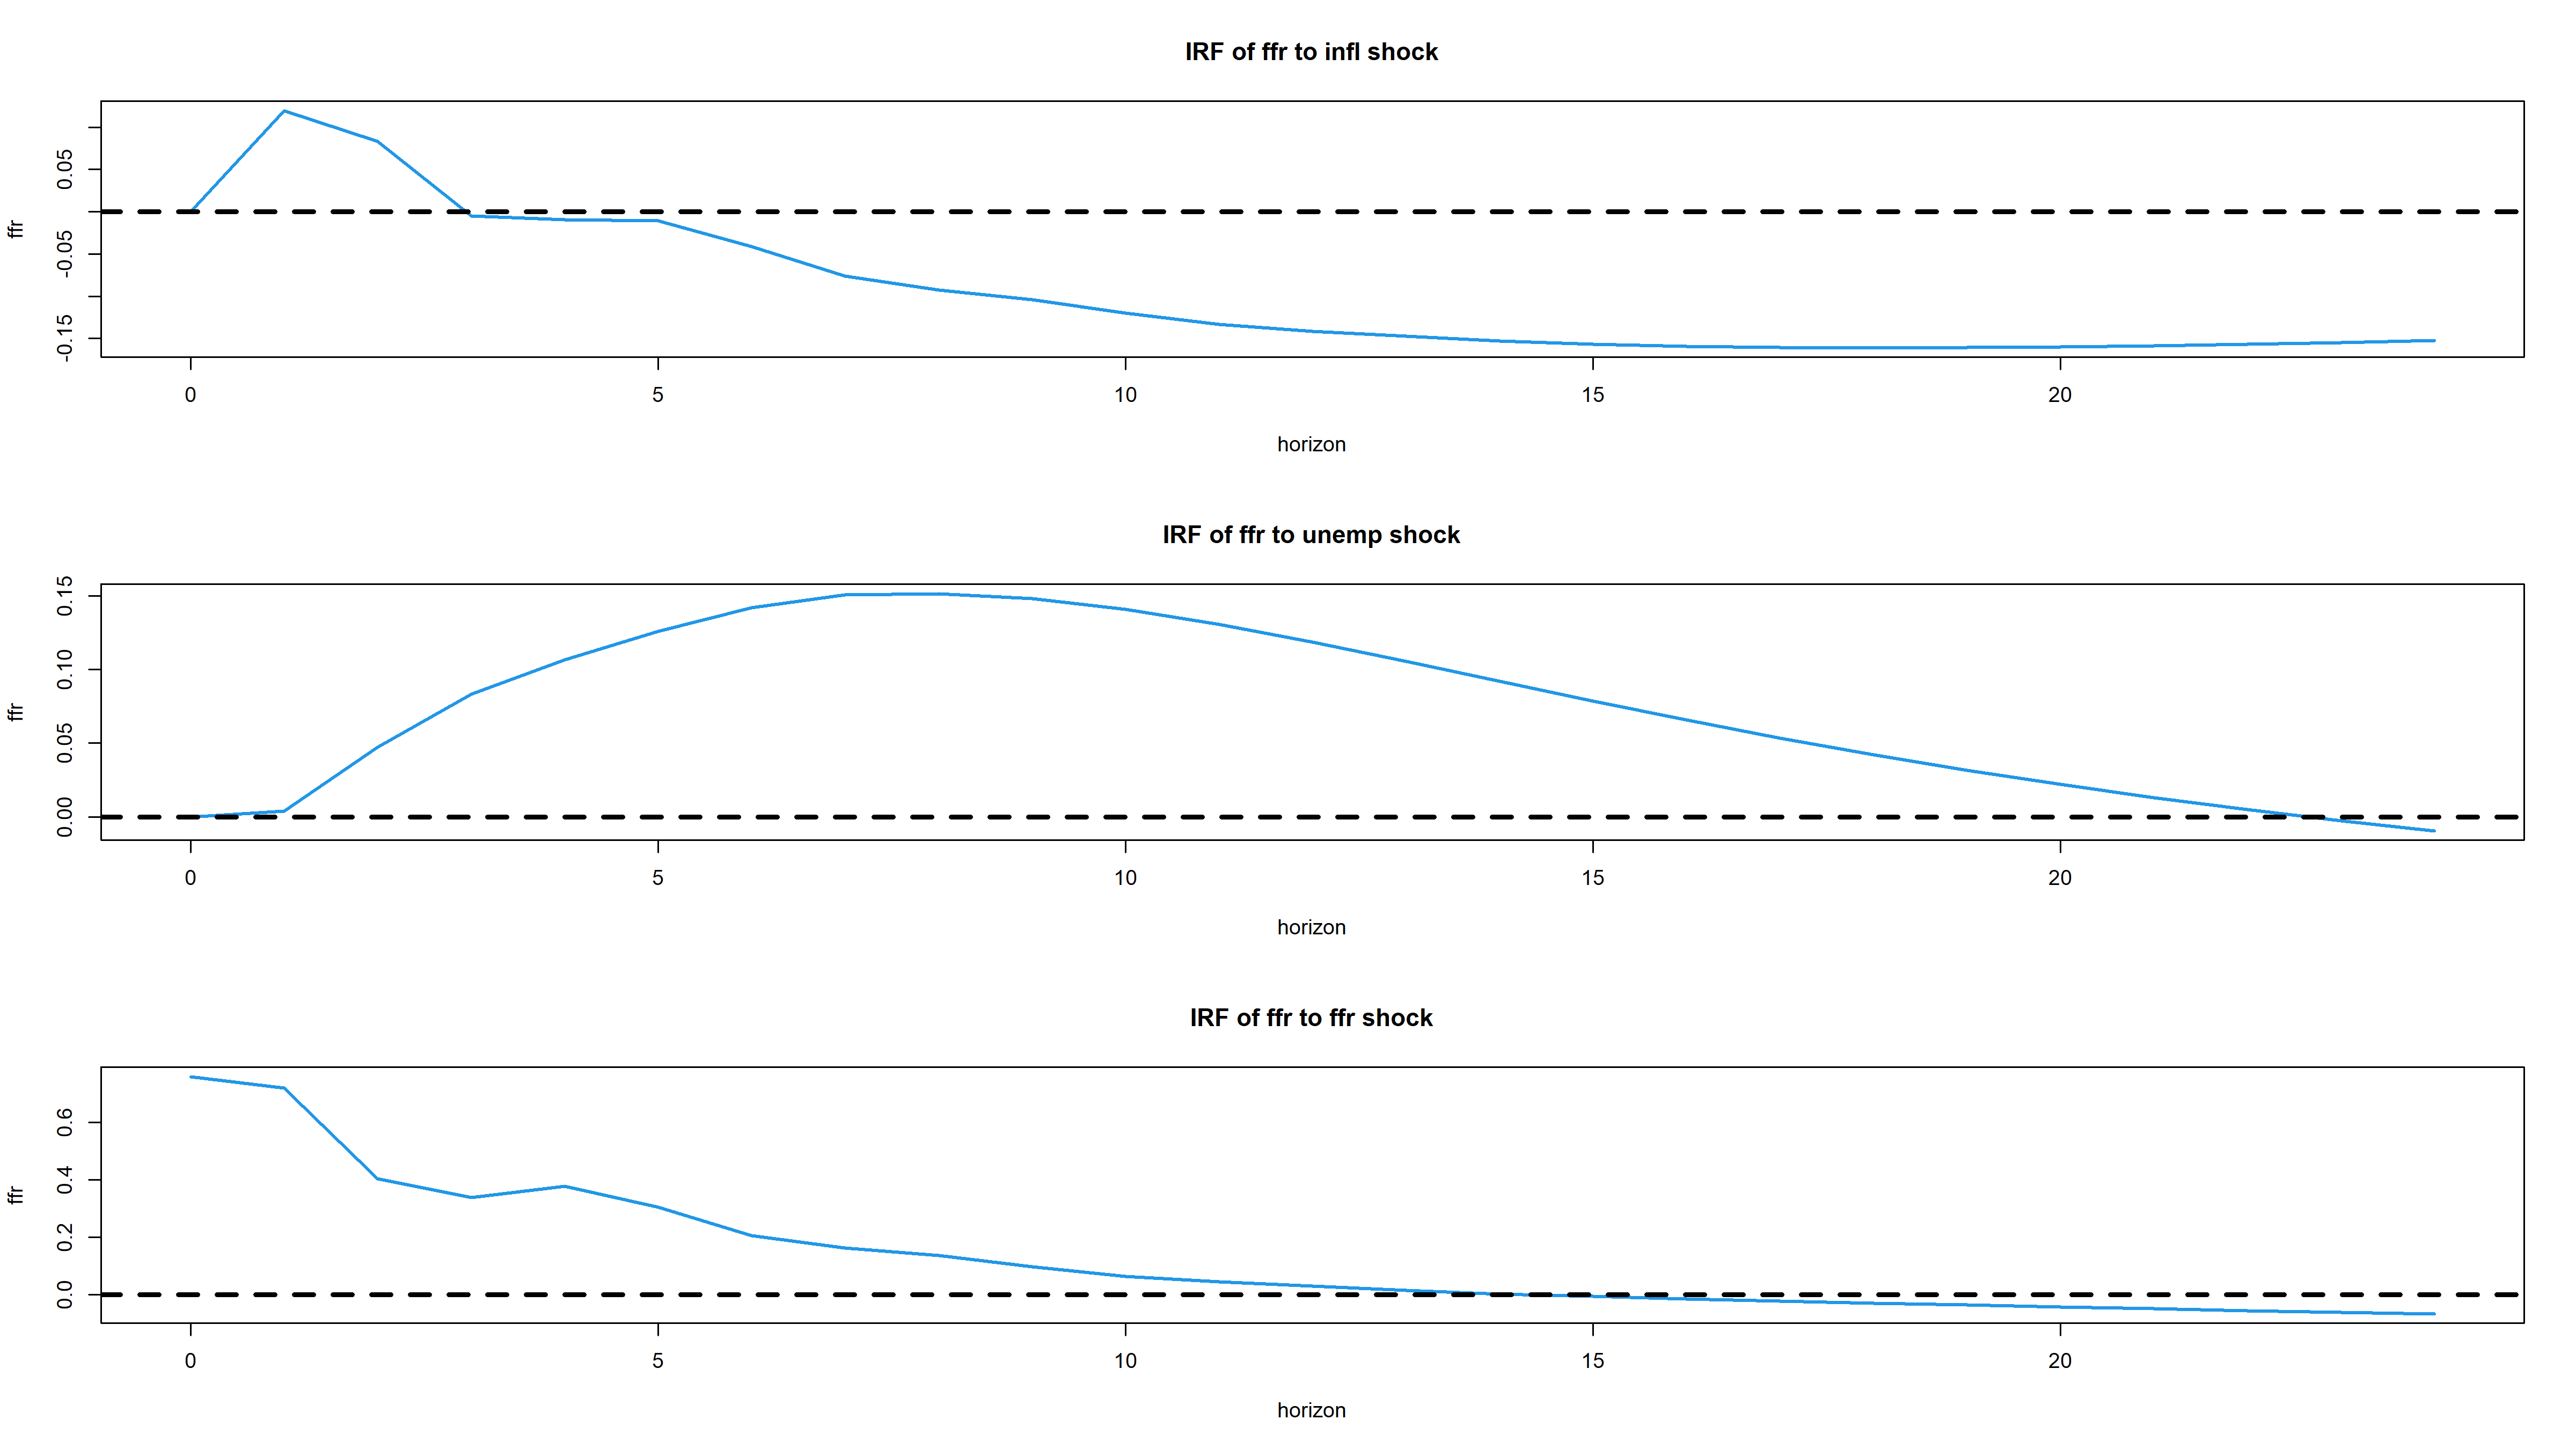 IRF of ffr to infl shock
ffr
0.05
-0.05
-0.15
0 5 10 15 20
horizon
IRF of ffr to unemp shock
ffr
0.15
0.10
0.05
0.00
0 5 10 15 20
horizon
IRF of ffr to ffr shock
ffr
0.6
0.4
0.2
0.0
0 5 10 15 20
horizon